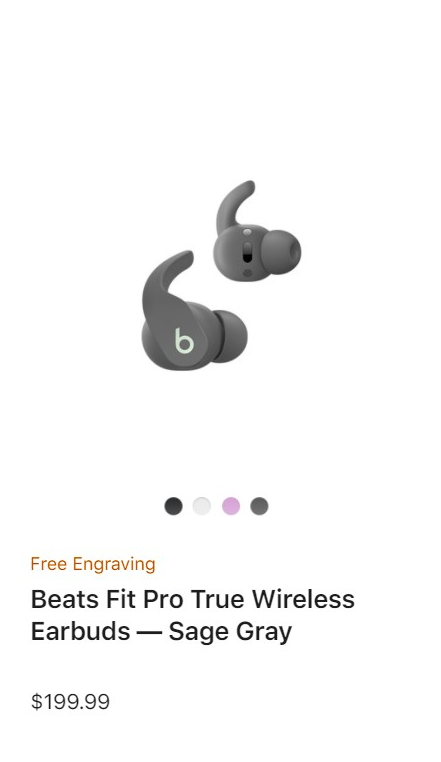 b
Free Engraving
Beats Fit Pro True Wireless
Earbuds — Sage Gray
$199.99